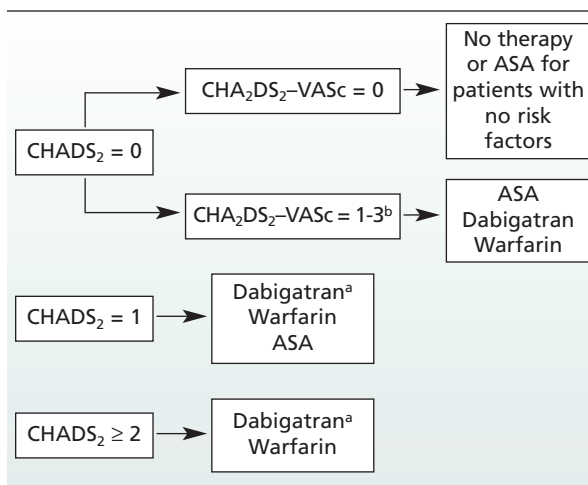 No therapy
or ASA for
patients with
no risk
factors
CHA₂DS₂–VASc = 0
CHADS₂ = 0
CHA₂DS₂–VASc = 1-3ᵇ
ASA
Dabigatran
Warfarin
CHADS₂ = 1
Dabigatranᵃ
Warfarin
ASA
CHADS₂ ≥ 2
Dabigatranᵃ
Warfarin